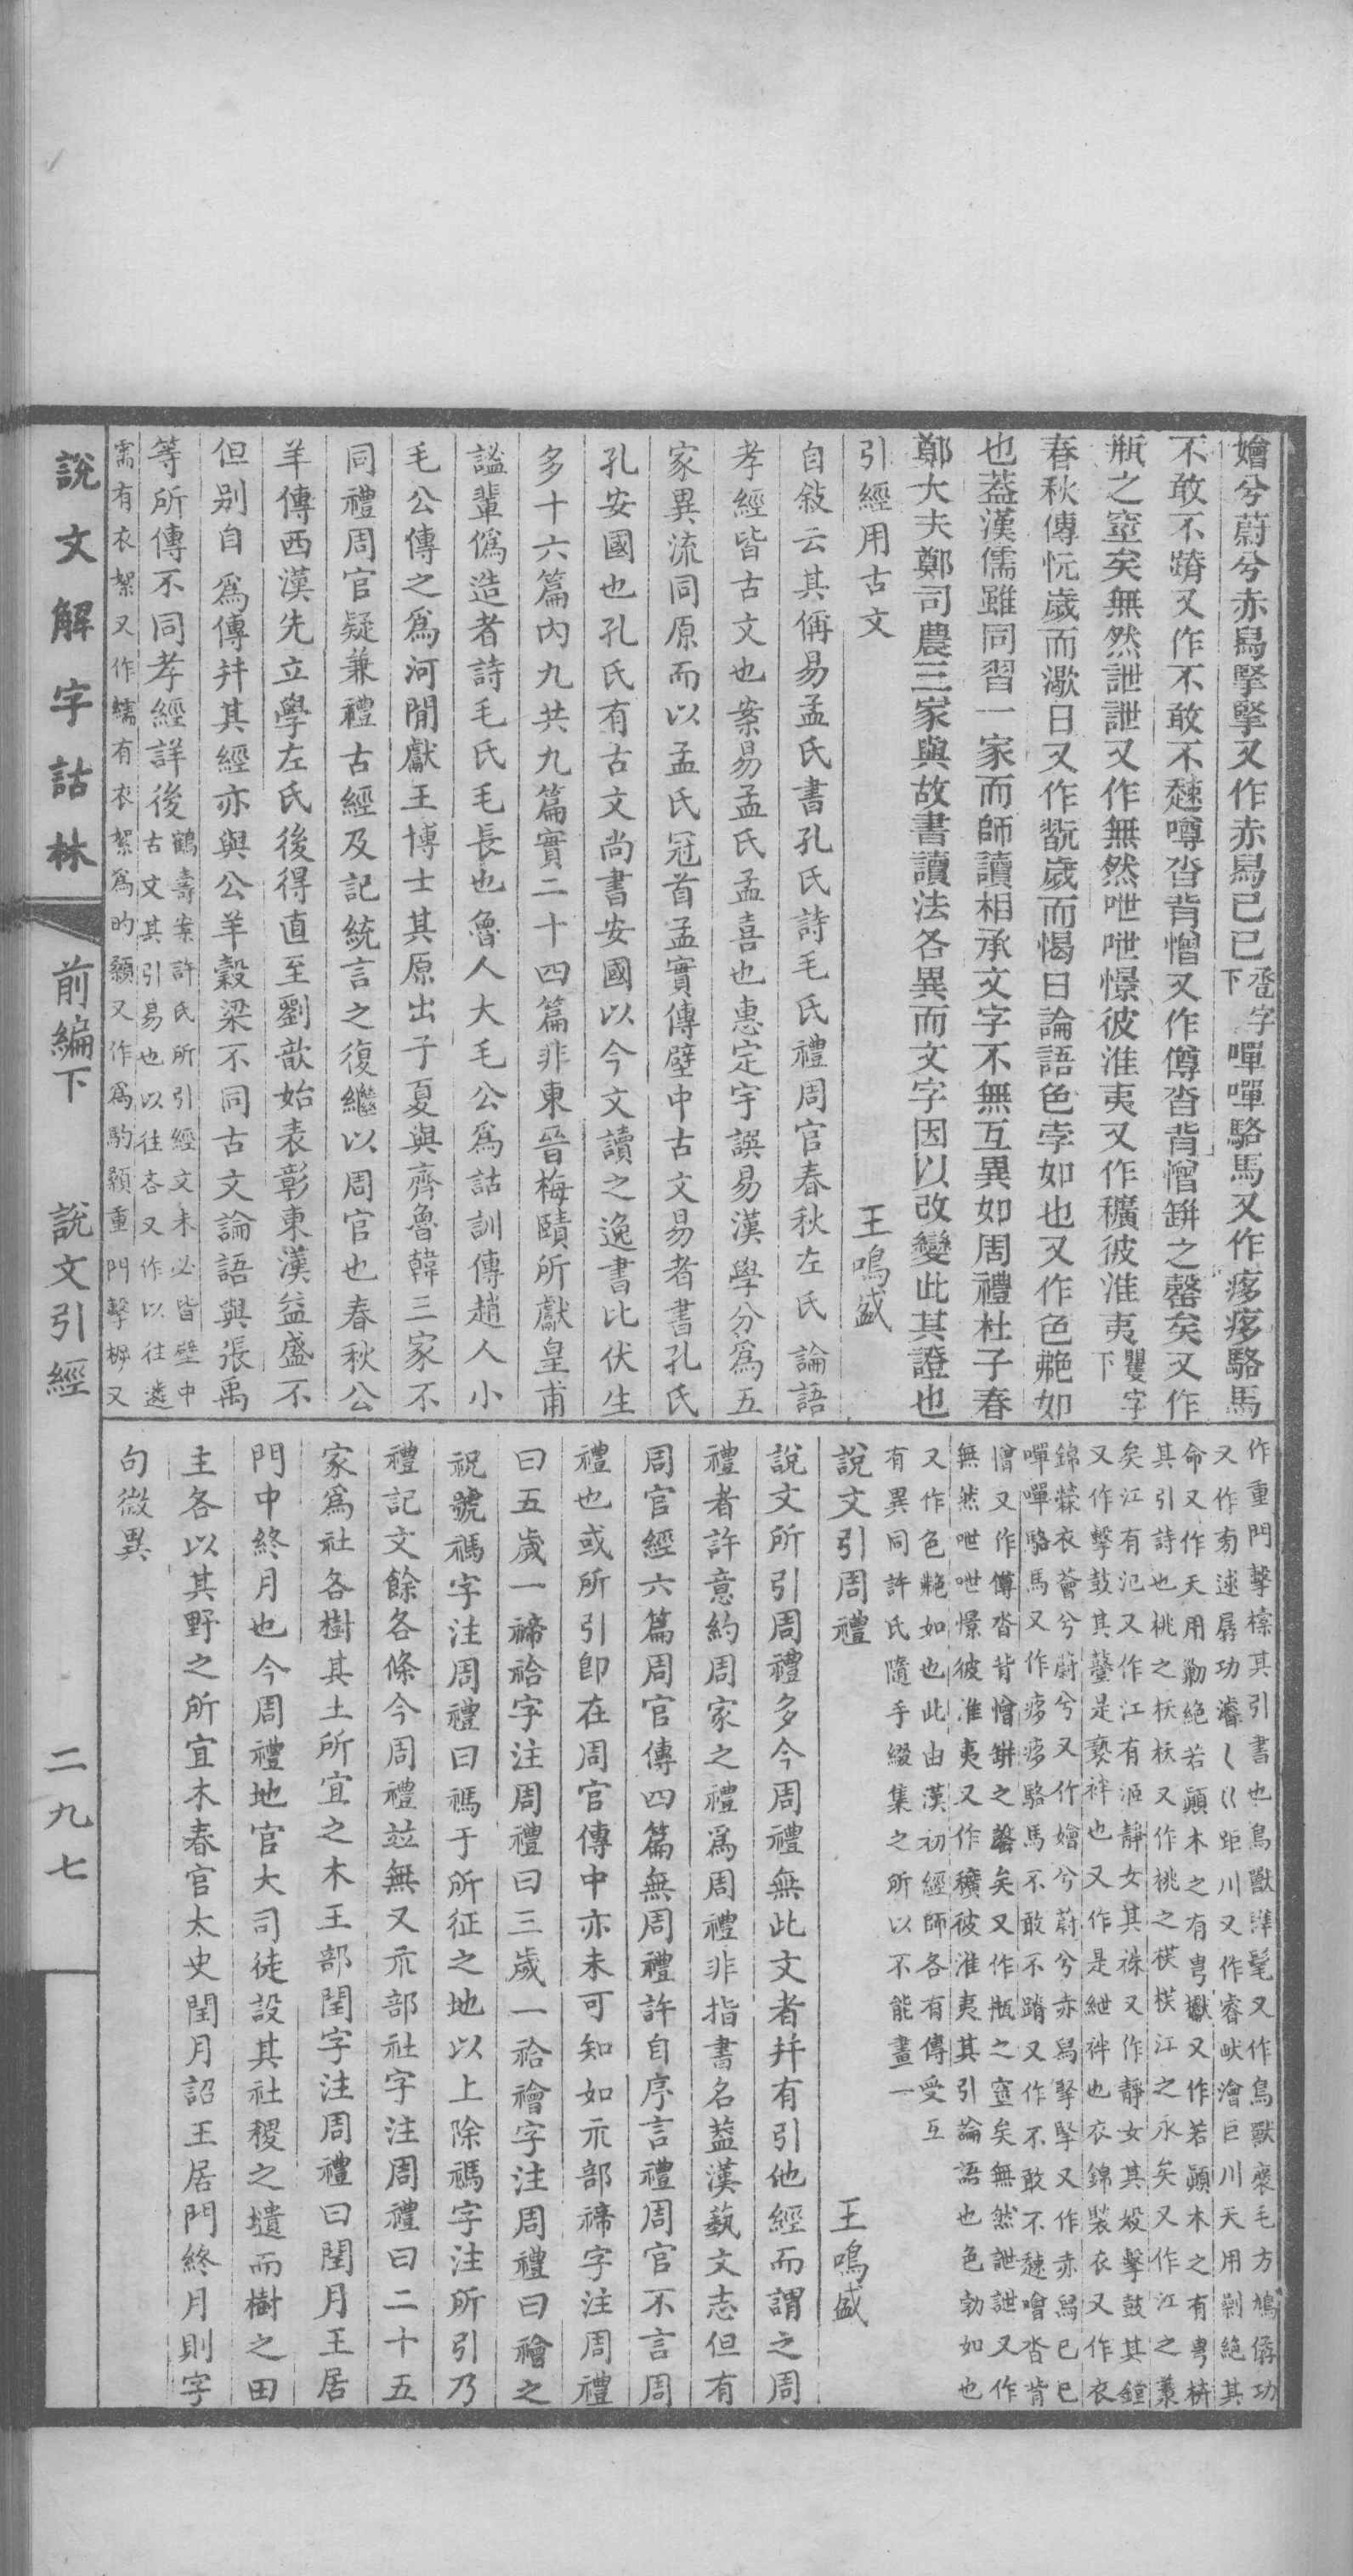 嬒兮蔚兮赤舄掔掔又作赤舄已已巹字下嘽嘽駱馬又作痑痑駱馬
不敢不蹐又作不敢不趚噂沓背憎又作僔沓背憎缾之罄矣又作
瓶之窒矣無然詍詍又作無然呭呭憬彼淮夷又作穬彼淮夷矍字下
春秋傳忨歲而漱日又作翫歲而愒日論語色孛如也又作色艴如
也蓋漢儒雖同習一家而師讀相承文字不無互異如周禮杜子春
鄭大夫鄭司農三家與故書讀法各異而文字因以改變此其證也
引經用古文 王鳴盛
自敍云其偁易孟氏書孔氏詩毛氏禮周官春秋左氏論語
孝經皆古文也案易孟氏孟喜也惠定宇誤易漢學分爲五
家異流同原而以孟氏冠首孟實傳壁中古文易者書孔氏
孔安國也孔氏有古文尚書安國以今文讀之逸書比伏生
多十六篇內九共九篇實二十四篇非東晉梅賾所獻皇甫
謐輩僞造者詩毛氏毛長也魯人大毛公爲詁訓傳趙人小
毛公傳之爲河間獻王博士其原出子夏與齊魯韓三家不
同禮周官疑兼禮古經及記統言之復繼以周官也春秋公
羊傳西漢先立學左氏後得直至劉歆始表彰東漢益盛不
但別自爲傳幷其經亦與公羊穀梁不同古文論語與張禹
等所傳不同孝經詳後鶴壽案許氏所引經文未必皆壁中古文其引易也以往吝又作以往遴
需有衣絮又作繻有衣絮爲的顙又作爲馰顙重門擊㭪又
作重門擊欜其引書也鳥獸㲝髦又作鳥獸褎毛方鳩僝功
又作旁逑孱功濬〈巜距川又作睿畎澮巨川天用剿絕其
命又作天用勦絕若顚木之有甹㰕又作若顚木之有甹枿
其引詩也桃之枖枖又作桃之䄃䄃江之永矣又作江之羕
矣江有汜又作江有洍靜女其袾又作靜女其㛮擊鼓其鏜
又作擊鼓其鼞是褻袢也又作是紲袢也衣錦褧衣又作衣
錦檾衣薈兮蔚兮又作嬒兮蔚兮赤舄掔掔又作赤舄已已
嘽嘽駱馬又作痑痑駱馬不敢不蹐又作不敢不趚噂沓背
憎又作僔沓背憎缾之罄矣又作瓶之窒矣無然詍詍又作
無然呭呭憬彼淮夷又作穬彼淮夷其引論語也色勃如也
又作色艴如也此由漢初經師各有傳受互
有異同許氏隨手綴集之所以不能畫一
說文引周禮 王鳴盛
說文所引周禮多今周禮無此文者幷有引他經而謂之周
禮者許意約周家之禮爲周禮非指書名蓋漢藝文志但有
周官經六篇周官傳四篇無周禮許自序言禮周官不言周
禮也或所引卽在周官傳中亦未可知如示部禘字注周禮
曰五歲一禘祫字注周禮曰三歲一祫禬字注周禮曰禬之
祝號禡字注周禮曰禡于所征之地以上除禡字注所引乃
禮記文餘各條今周禮竝無又示部社字注周禮曰二十五
家爲社各樹其土所宜之木王部閏字注周禮曰閏月王居
門中終月也今周禮地官大司徒設其社稷之壝而樹之田
主各以其野之所宜木春官太史閏月詔王居門終月則字
句微異
說文解字詁林 前編下 說文引經 二九七